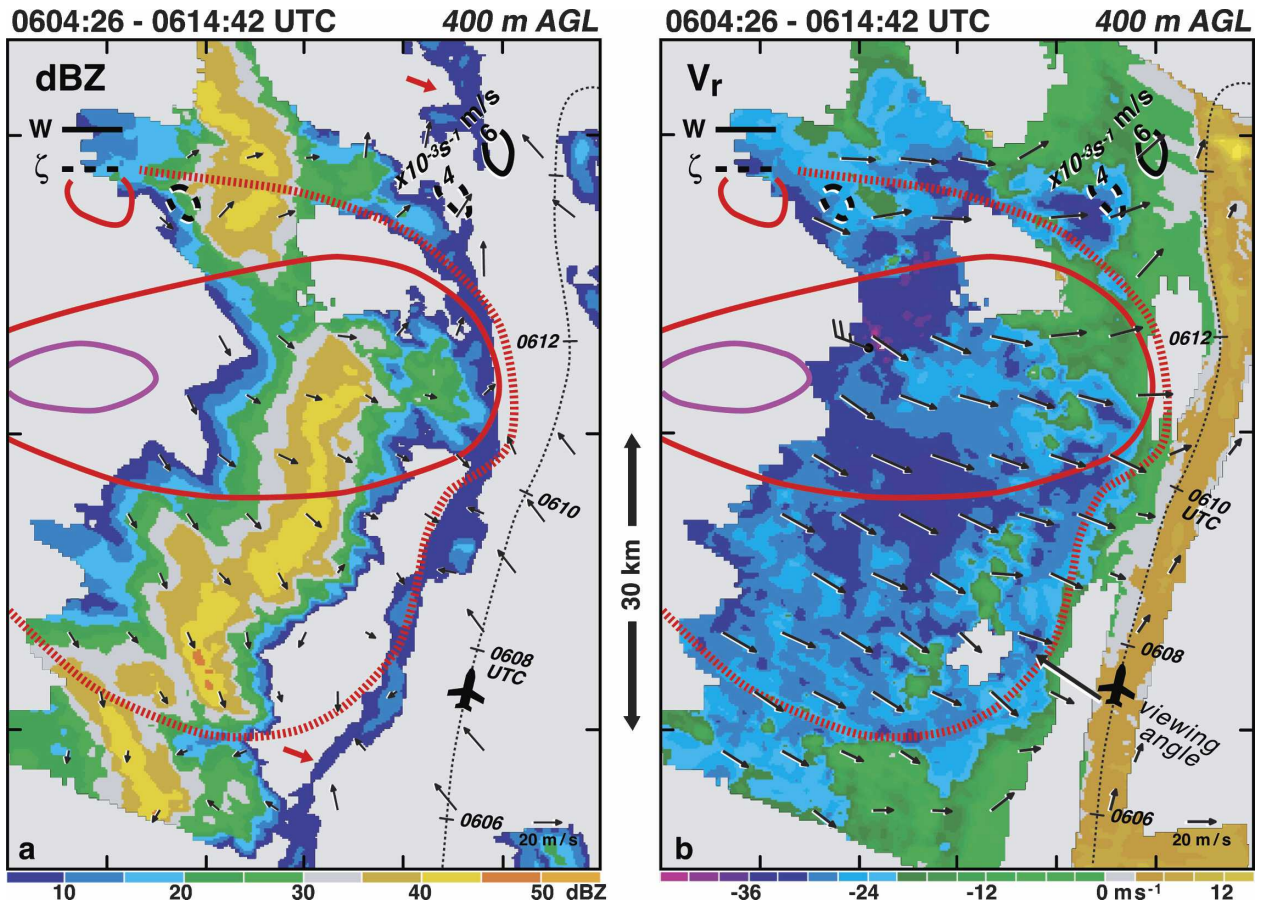 0604:26 - 0614:42 UTC
400 m AGL
dBZ
W
ζ
x10⁻³s⁻¹ m/s
4
6
0612
0610
0608
UTC
0606
20 m/s
a
10
20
30
40
50
dBZ
30 km
0604:26 - 0614:42 UTC
400 m AGL
Vr
W
ζ
x10⁻³s⁻¹ m/s
4
6
0612
0610
UTC
0608
viewing
angle
0606
20 m/s
b
-36
-24
-12
0 ms⁻¹
12